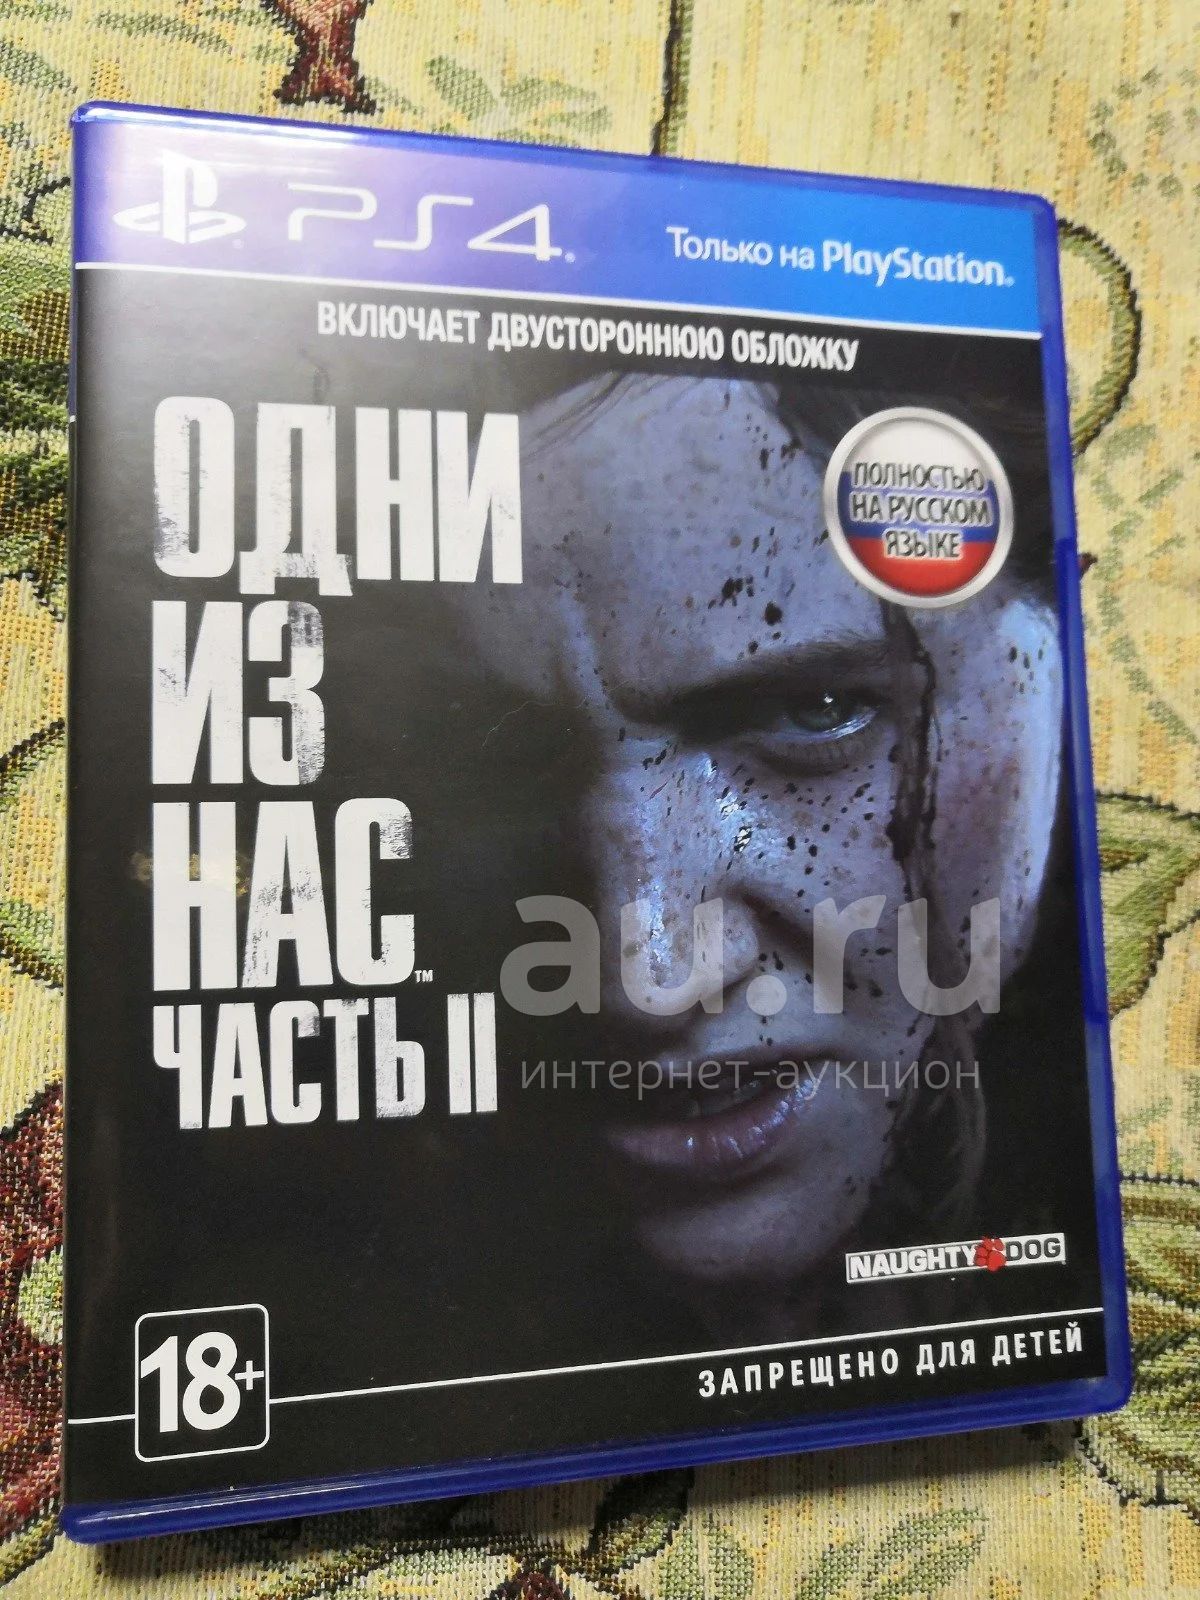 PS4
Только на PlayStation
ВКЛЮЧАЕТ ДВУСТОРОННЮЮ ОБЛОЖКУ
ОДНИ
ИЗ
НАС™
ЧАСТЬ II
ПОЛНОСТЬЮ
НА РУССКОМ
ЯЗЫКЕ
au.ru
интернет-аукцион
NAUGHTY DOG
18+
ЗАПРЕЩЕНО ДЛЯ ДЕТЕЙ